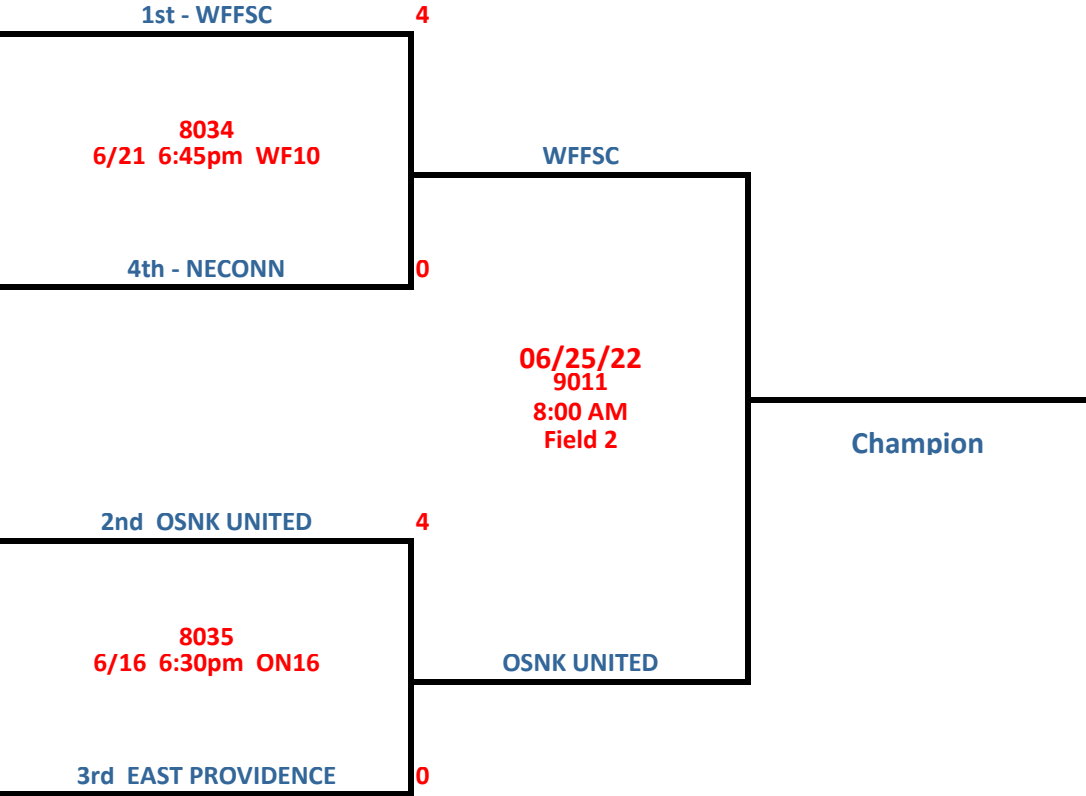 1st - WFFSC 4
8034
6/21 6:45pm WF10
WFFSC
4th - NECONN 0
06/25/22
9011
8:00 AM
Field 2
Champion
2nd OSNK UNITED 4
8035
6/16 6:30pm ON16
OSNK UNITED
3rd EAST PROVIDENCE 0